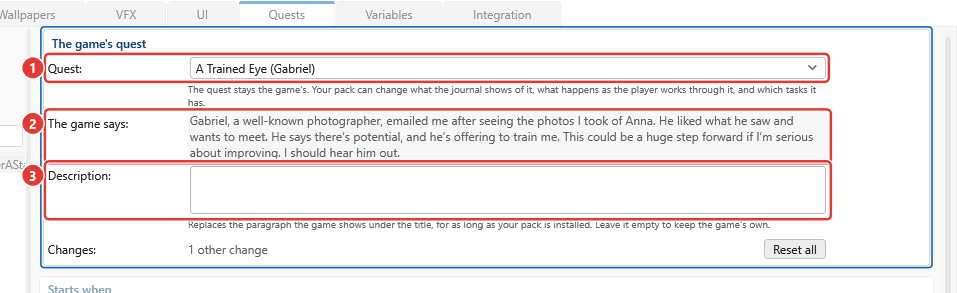 Wallpapers VFX UI Quests Variables Integration
The game's quest
1 Quest: A Trained Eye (Gabriel)
The quest stays the game's. Your pack can change what the journal shows of it, what happens as the player works through it, and which tasks it
has.
2 The game says: Gabriel, a well-known photographer, emailed me after seeing the photos I took of Anna. He liked what he saw and
wants to meet. He says there's potential, and he's offering to train me. This could be a huge step forward if I'm serious
about improving. I should hear him out.
rASt
3 Description:
Replaces the paragraph the game shows under the title, for as long as your pack is installed. Leave it empty to keep the game's own.
Changes: 1 other change Reset all
Starts when